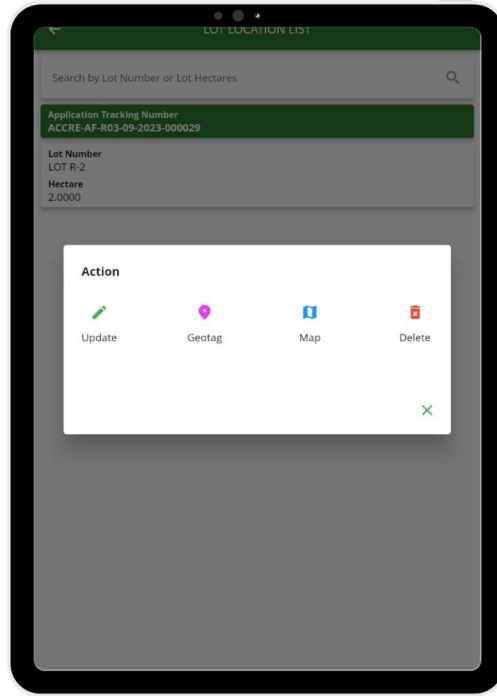 LOT LOCATION LIST
Search by Lot Number or Lot Hectares
Application Tracking Number
ACCRE-AF-R03-09-2023-000029
Lot Number
LOT R-2
Hectare
2.0000
Action
Update Geotag Map Delete